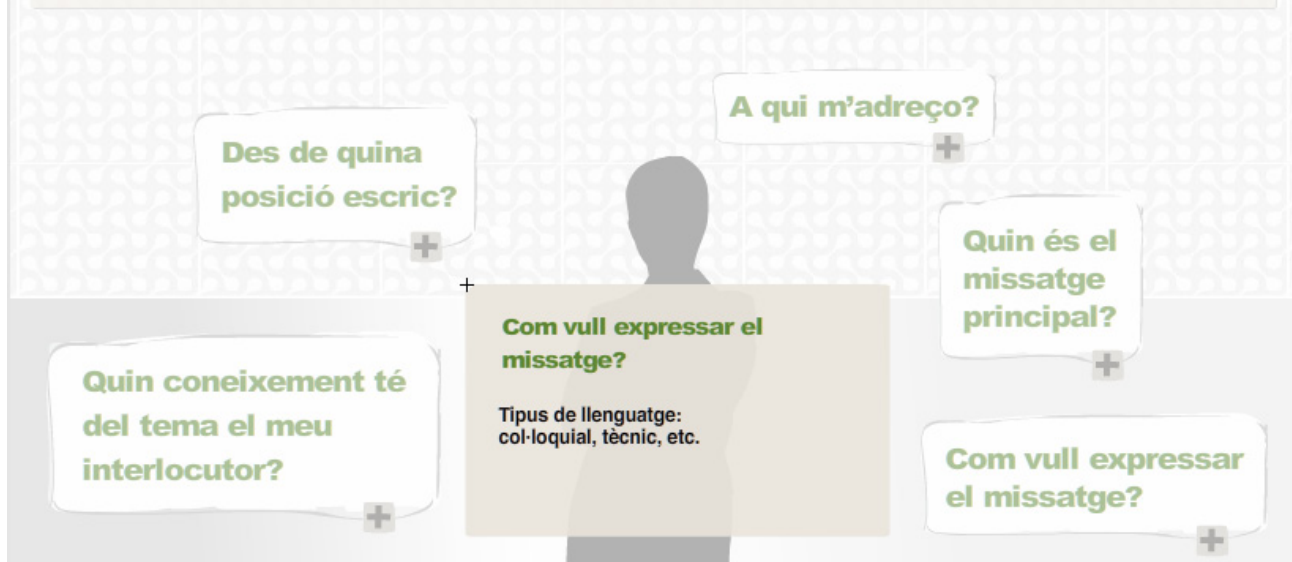 Des de quina
posició escric?
A qui m'adreço?
Quin és el
missatge
principal?
Quin coneixement té
del tema el meu
interlocutor?
Com vull expressar el
missatge?
Tipus de llenguatge:
col·loquial, tècnic, etc.
Com vull expressar
el missatge?